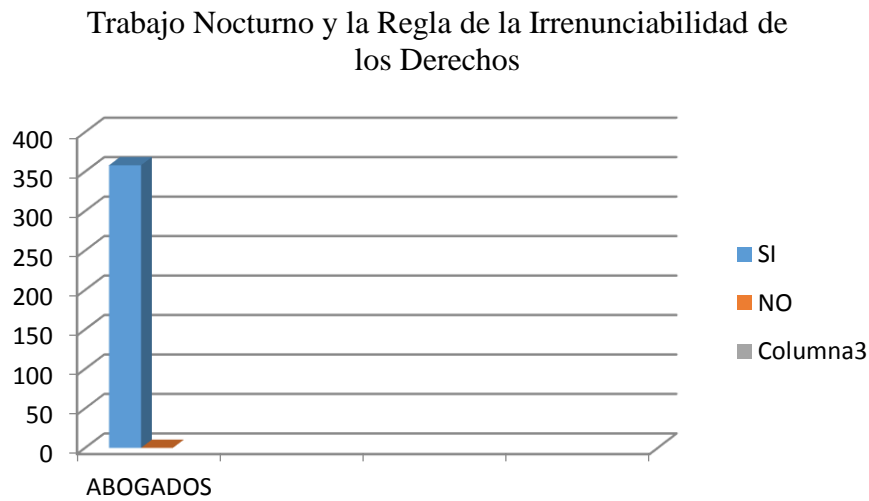 Trabajo Nocturno y la Regla de la Irrenunciabilidad de
los Derechos
400
350
300
250
200
150
100
50
0
ABOGADOS
SI
NO
Columna3